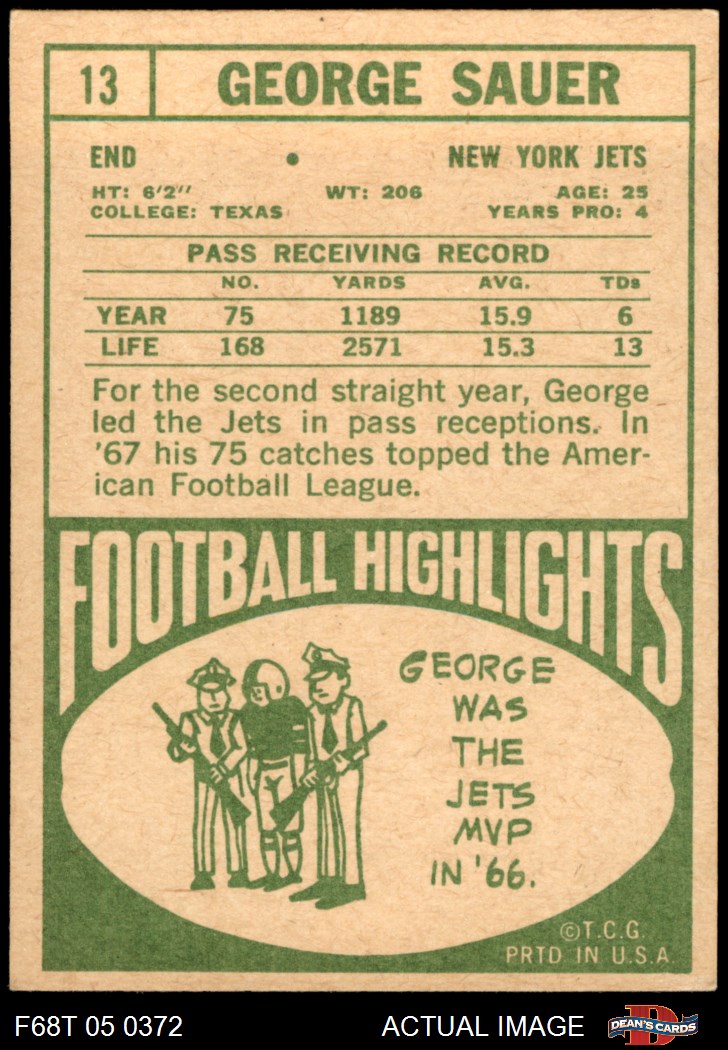 13 GEORGE SAUER
END • NEW YORK JETS
HT: 6'2" WT: 206 AGE: 25
COLLEGE: TEXAS YEARS PRO: 4
PASS RECEIVING RECORD
NO. YARDS AVG. TDs
YEAR 75 1189 15.9 6
LIFE 168 2571 15.3 13
For the second straight year, George
led the Jets in pass receptions. In
'67 his 75 catches topped the Amer-
ican Football League.
FOOTBALL HIGHLIGHTS
GEORGE
WAS
THE
JETS
MVP
IN '66.
©T.C.G.
PRTD IN U.S.A.
F68T 05 0372 ACTUAL IMAGE DEAN'S CARDS